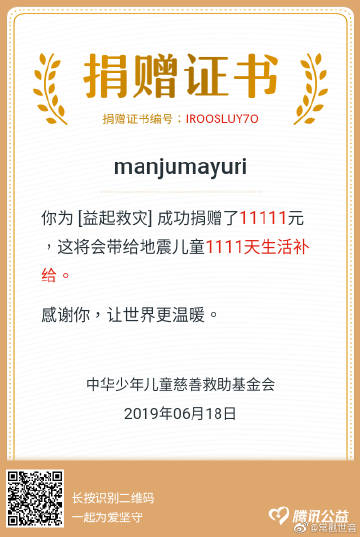 捐赠证书
捐赠证书编号：IROOSLUY7O
manjumayuri
你为 [益起救灾] 成功捐赠了11111元
，这将会带给地震儿童1111天生活补
给。
感谢你，让世界更温暖。
中华少年儿童慈善救助基金会
2019年06月18日
长按识别二维码
一起为爱坚守
腾讯公益